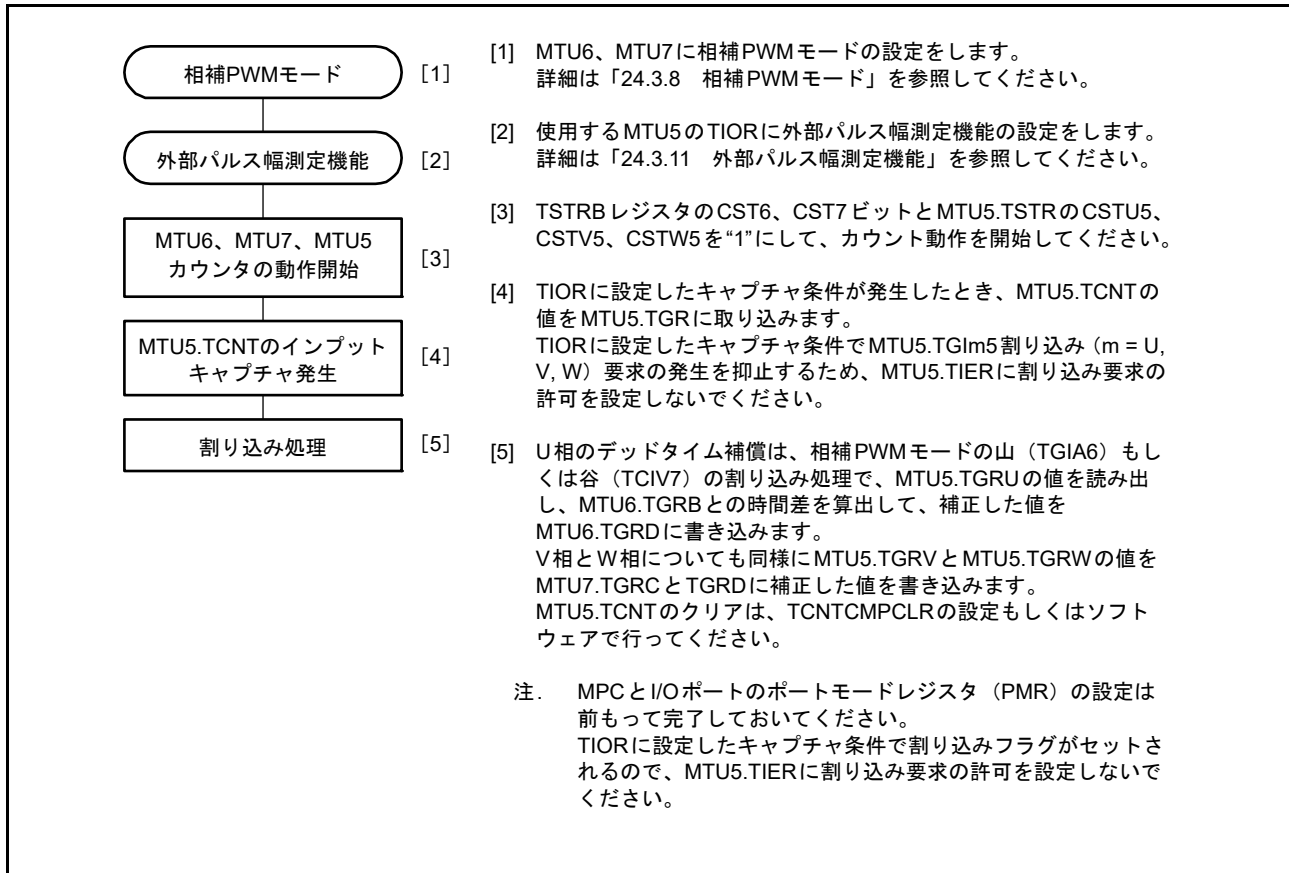 相補PWMモード [1]
外部パルス幅測定機能 [2]
MTU6、MTU7、MTU5
カウンタの動作開始 [3]
MTU5.TCNTのインプット
キャプチャ発生 [4]
割り込み処理 [5]
[1] MTU6、MTU7に相補PWMモードの設定をします。
詳細は「24.3.8 相補PWMモード」を参照してください。
[2] 使用するMTU5のTIORに外部パルス幅測定機能の設定をします。
詳細は「24.3.11 外部パルス幅測定機能」を参照してください。
[3] TSTRBレジスタのCST6、CST7ビットとMTU5.TSTRのCSTU5、
CSTV5、CSTW5を“1”にして、カウント動作を開始してください。
[4] TIORに設定したキャプチャ条件が発生したとき、MTU5.TCNTの
値をMTU5.TGRに取り込みます。
TIORに設定したキャプチャ条件でMTU5.TGIm5割り込み（m = U,
V, W）要求の発生を抑止するため、MTU5.TIERに割り込み要求の
許可を設定しないでください。
[5] U相のデッドタイム補償は、相補PWMモードの山（TGIA6）もし
くは谷（TCIV7）の割り込み処理で、MTU5.TGRUの値を読み出
し、MTU6.TGRBとの時間差を算出して、補正した値を
MTU6.TGRDに書き込みます。
V相とW相についても同様にMTU5.TGRVとMTU5.TGRWの値を
MTU7.TGRCとTGRDに補正した値を書き込みます。
MTU5.TCNTのクリアは、TCNTCMPCLRの設定もしくはソフト
ウェアで行ってください。
注. MPCとI/Oポートのポートモードレジスタ（PMR）の設定は
前もって完了しておいてください。
TIORに設定したキャプチャ条件で割り込みフラグがセットさ
れるので、MTU5.TIERに割り込み要求の許可を設定しないで
ください。